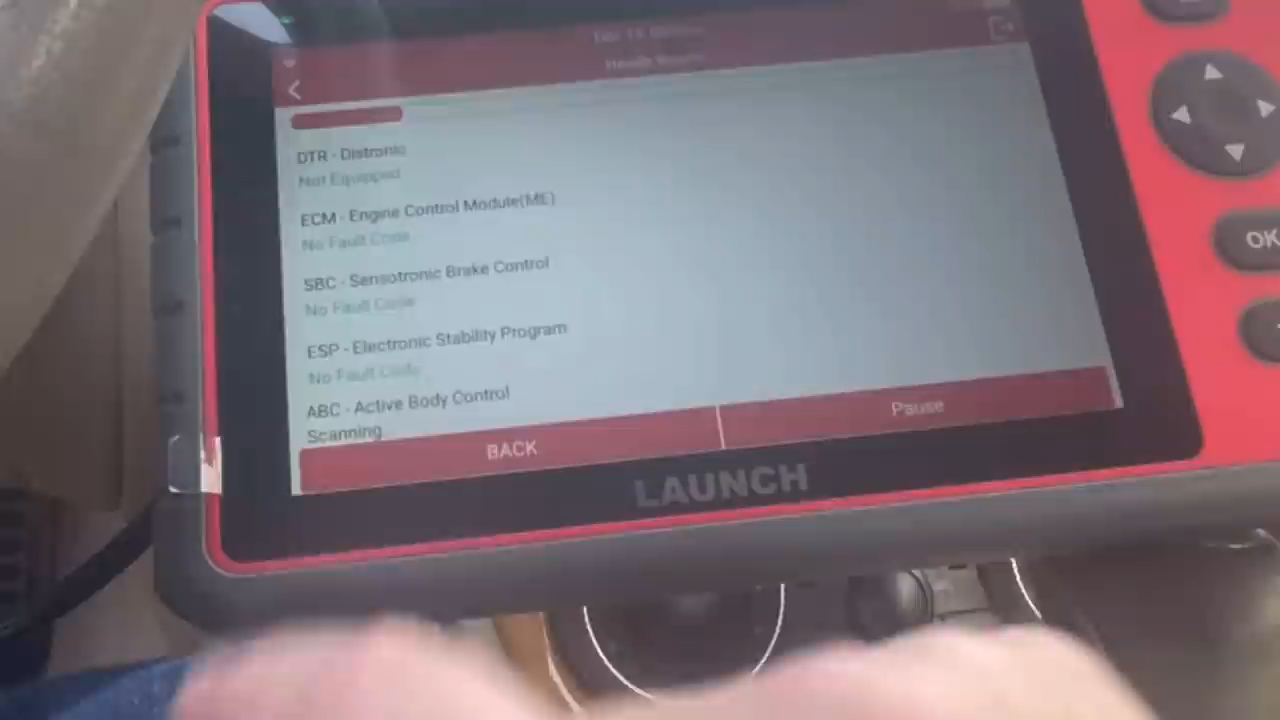 DTR - Distronic
Not Equipped
ECM - Engine Control Module(ME)
No Fault Code
SBC - Sensotronic Brake Control
No Fault Code
ESP - Electronic Stability Program
No Fault Code
ABC - Active Body Control
Scanning
BACK
Pause
LAUNCH
OK